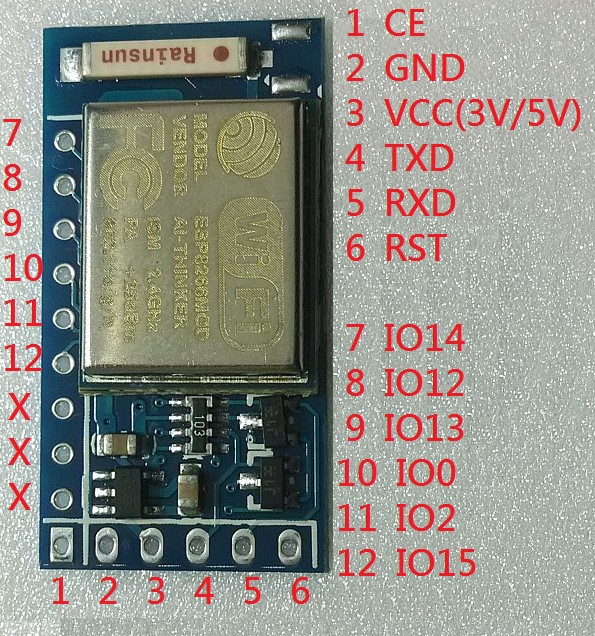 1 CE
2 GND
3 VCC(3V/5V)
4 TXD
5 RXD
6 RST
7 IO14
8 IO12
9 IO13
10 IO0
11 IO2
12 IO15
7
8
9
10
11
12
X
X
X
1 2 3 4 5 6
Rainsun
MODEL ESP8266MOD
VENDOR AI-THINKER
ISM 2.4GHz
PA +25dBm
802.11b/g/n
FC
WiFi
103